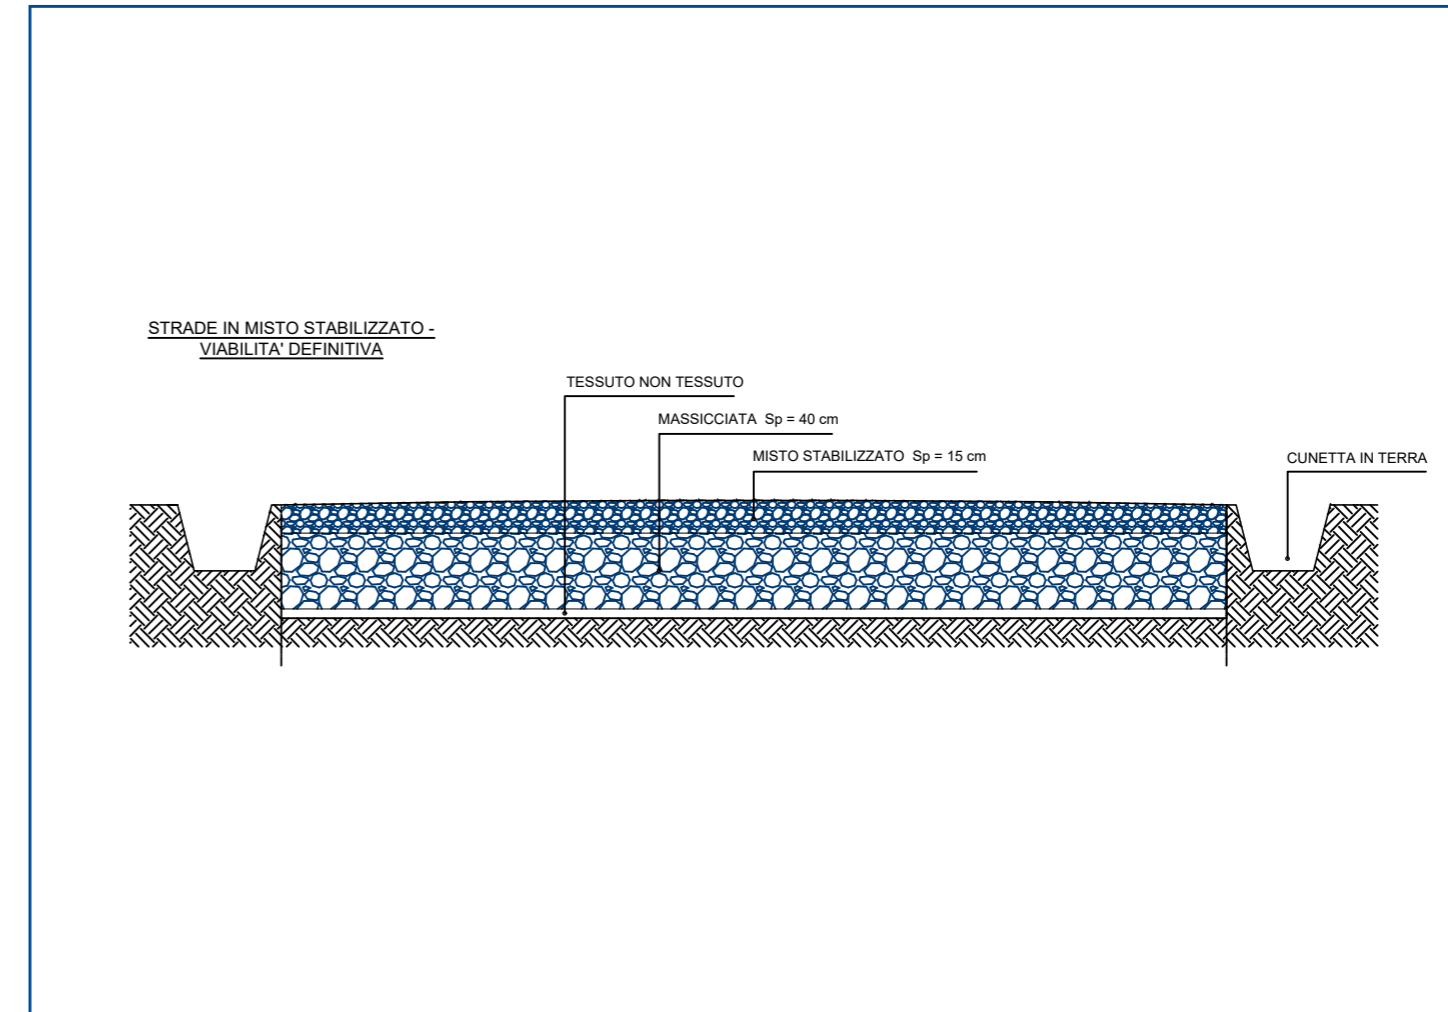 STRADE IN MISTO STABILIZZATO -
VIABILITA' DEFINITIVA
TESSUTO NON TESSUTO
MASSICCIATA Sp = 40 cm
MISTO STABILIZZATO Sp = 15 cm
CUNETTA IN TERRA